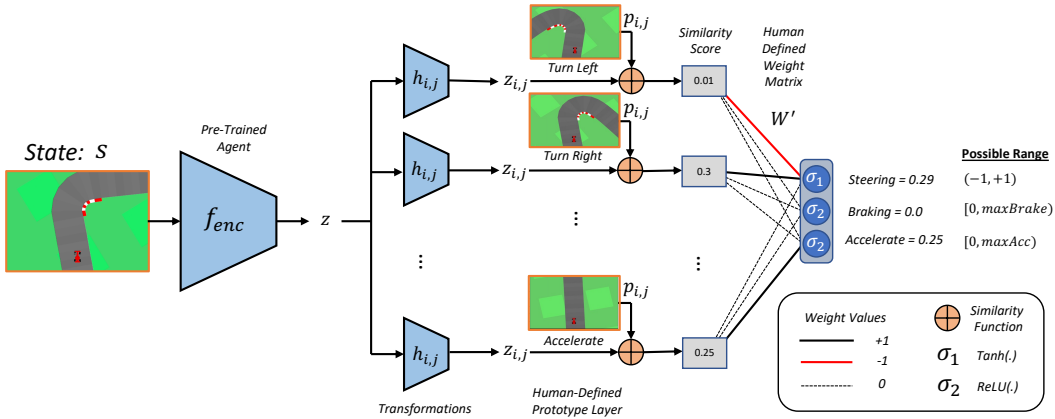 State: s
Pre-Trained
Agent
f_enc
z
h_{i,j}
z_{i,j}
Turn Left
p_{i,j}
Similarity
Score
0.01
Human
Defined
Weight
Matrix
W'
h_{i,j}
z_{i,j}
Turn Right
p_{i,j}
0.3
...
...
...
h_{i,j}
z_{i,j}
Accelerate
p_{i,j}
0.25
Transformations
Human-Defined
Prototype Layer
σ₁
σ₂
σ₂
Steering = 0.29
Braking = 0.0
Accelerate = 0.25
Possible Range
(−1, +1)
[0, maxBrake)
[0, maxAcc)
Weight Values
+1
-1
0
Similarity
Function
σ₁ Tanh(.)
σ₂ ReLU(.)